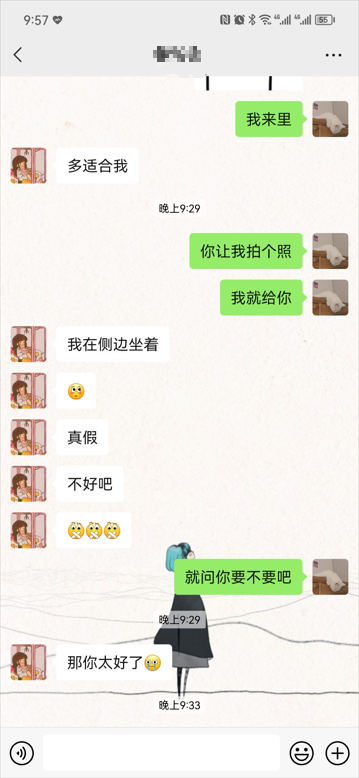 9:57
4G
4G
55
我来里
多适合我
晚上9:29
你让我拍个照
我就给你
我在侧边坐着
真假
不好吧
就问你要不要吧
晚上9:29
那你太好了
晚上9:33